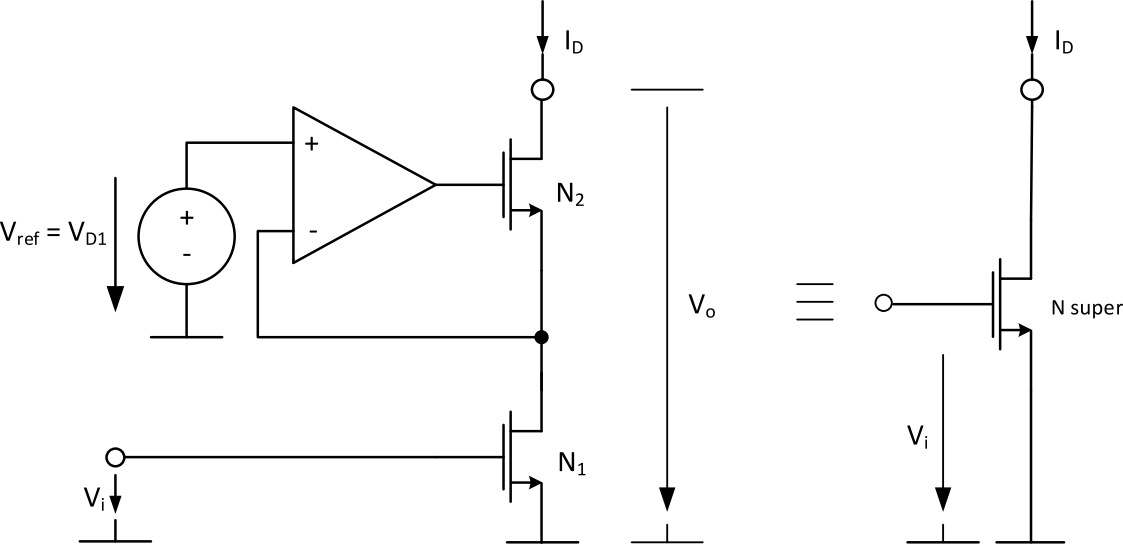 I_D
I_D
+
N_2
V_ref = V_D1
+
-
-
V_o
N super
V_i
N_1
V_i